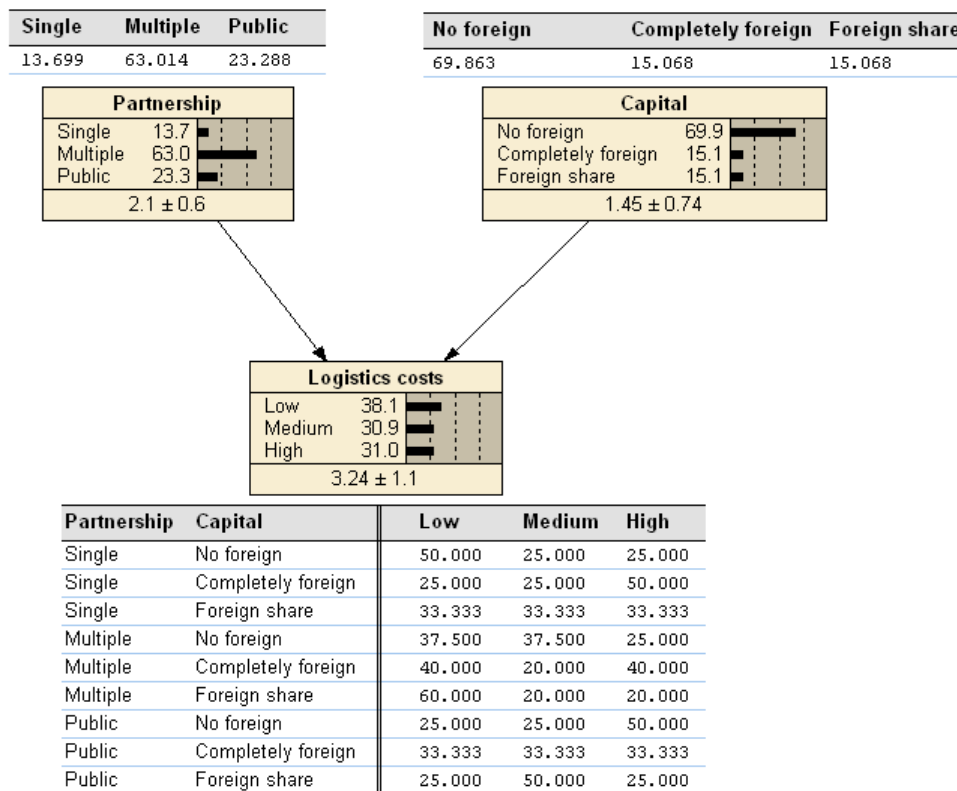 Single Multiple Public
13.699 63.014 23.288
No foreign Completely foreign Foreign share
69.863 15.068 15.068
Partnership
Single 13.7
Multiple 63.0
Public 23.3
2.1 ± 0.6
Capital
No foreign 69.9
Completely foreign 15.1
Foreign share 15.1
1.45 ± 0.74
Logistics costs
Low 38.1
Medium 30.9
High 31.0
3.24 ± 1.1
Partnership Capital Low Medium High
Single No foreign 50.000 25.000 25.000
Single Completely foreign 25.000 25.000 50.000
Single Foreign share 33.333 33.333 33.333
Multiple No foreign 37.500 37.500 25.000
Multiple Completely foreign 40.000 20.000 40.000
Multiple Foreign share 60.000 20.000 20.000
Public No foreign 25.000 25.000 50.000
Public Completely foreign 33.333 33.333 33.333
Public Foreign share 25.000 50.000 25.000